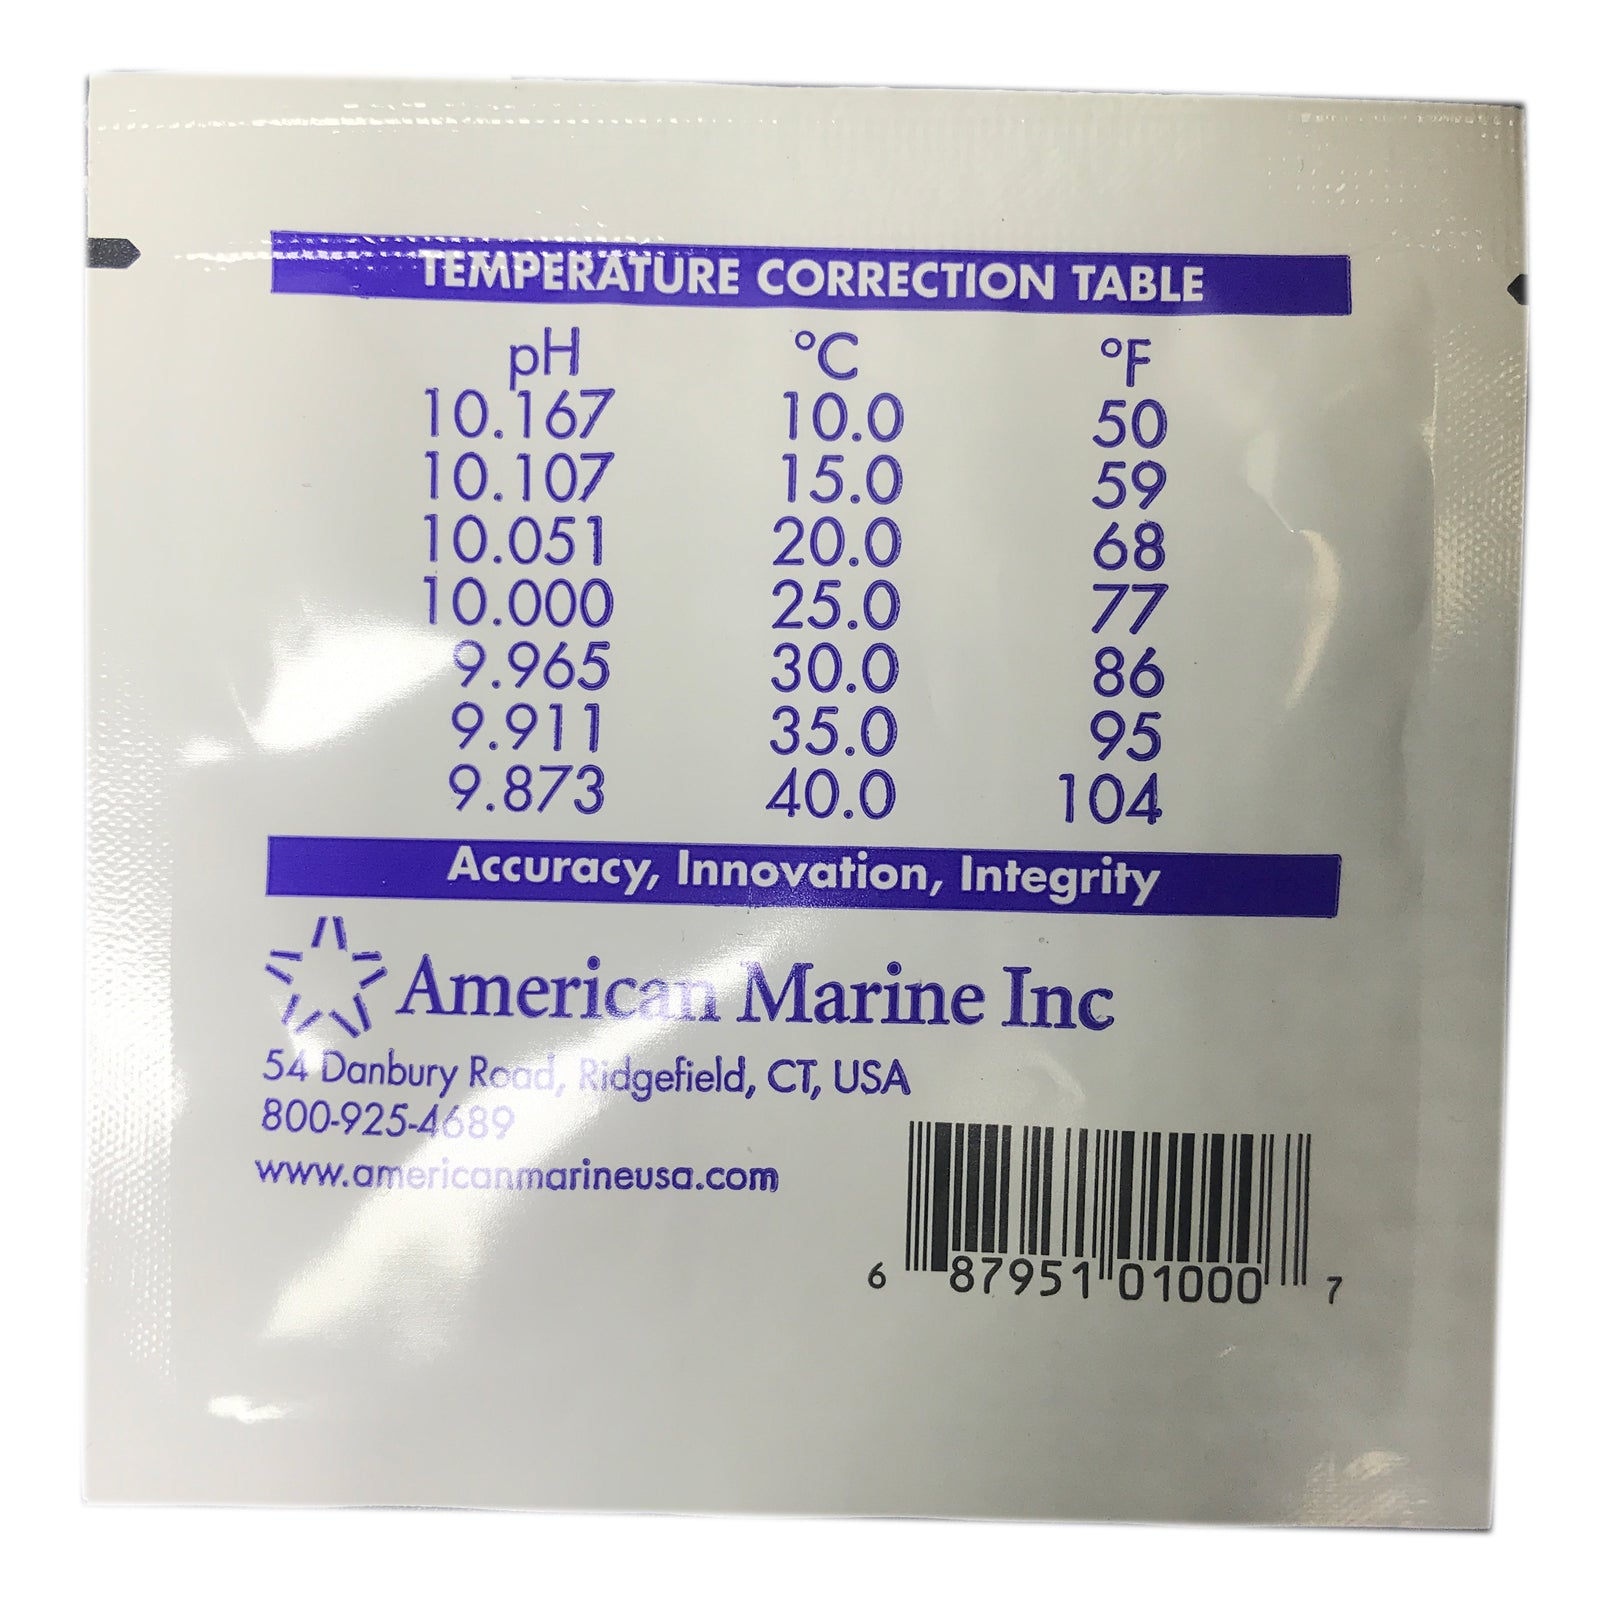 TEMPERATURE CORRECTION TABLE
pH °C °F
10.167 10.0 50
10.107 15.0 59
10.051 20.0 68
10.000 25.0 77
9.965 30.0 86
9.911 35.0 95
9.873 40.0 104
Accuracy, Innovation, Integrity
American Marine Inc
54 Danbury Road, Ridgefield, CT, USA
800-925-4689
www.americanmarineusa.com
6 87951 01000 7